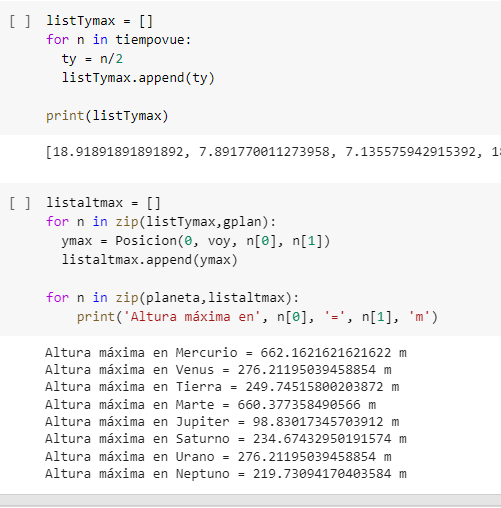 [ ] listTymax = []
for n in tiempovue:
  ty = n/2
  listTymax.append(ty)
print(listTymax)
[18.91891891891892, 7.891770011273958, 7.135575942915392, 18
[ ] listaltmax = []
for n in zip(listTymax,gplan):
  ymax = Posicion(0, voy, n[0], n[1])
  listaltmax.append(ymax)
for n in zip(planeta,listaltmax):
    print('Altura máxima en', n[0], '=', n[1], 'm')
Altura máxima en Mercurio = 662.1621621621622 m
Altura máxima en Venus = 276.21195039458854 m
Altura máxima en Tierra = 249.74515800203872 m
Altura máxima en Marte = 660.377358490566 m
Altura máxima en Jupiter = 98.83017345703912 m
Altura máxima en Saturno = 234.67432950191574 m
Altura máxima en Urano = 276.21195039458854 m
Altura máxima en Neptuno = 219.73094170403584 m